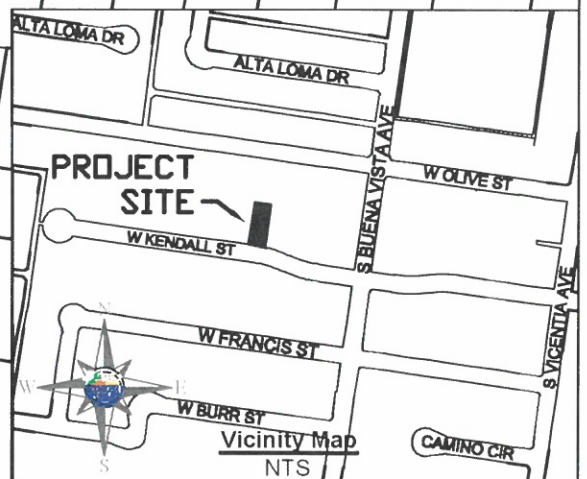 ALTA LOMA DR
ALTA LOMA DR
S BUENA VISTA AVE
W OLIVE ST
PROJECT
SITE
W KENDALL ST
S VICENTIA AVE
W FRANCIS ST
N
W
E
S
W BURR ST
CAMINO CIR
Vicinity Map
NTS